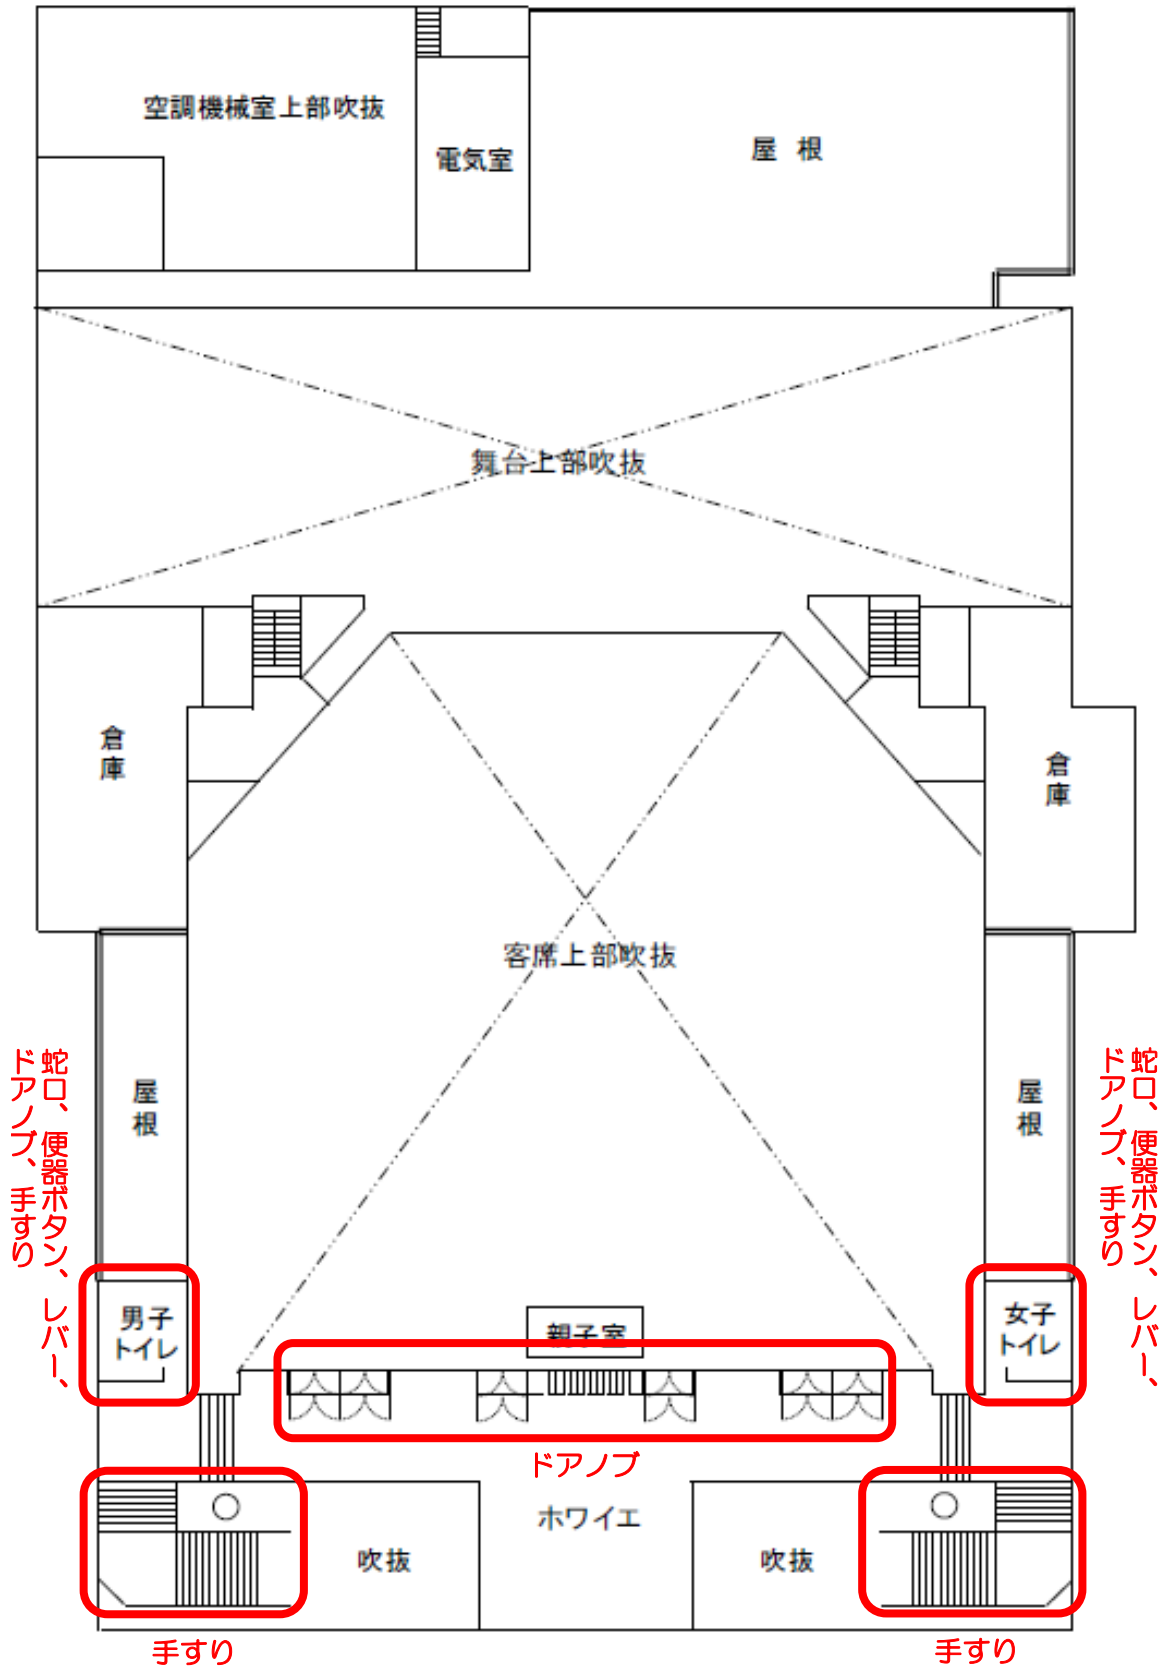 空調機械室上部吹抜
電気室
屋 根
舞台上部吹抜
倉庫
倉庫
客席上部吹抜
蛇口、便器ボタン、レバー、
ドアノブ、手すり
屋根
屋根
蛇口、便器ボタン、レバー、
ドアノブ、手すり
男子
トイレ
親子室
女子
トイレ
ドアノブ
ホワイエ
吹抜
吹抜
手すり
手すり